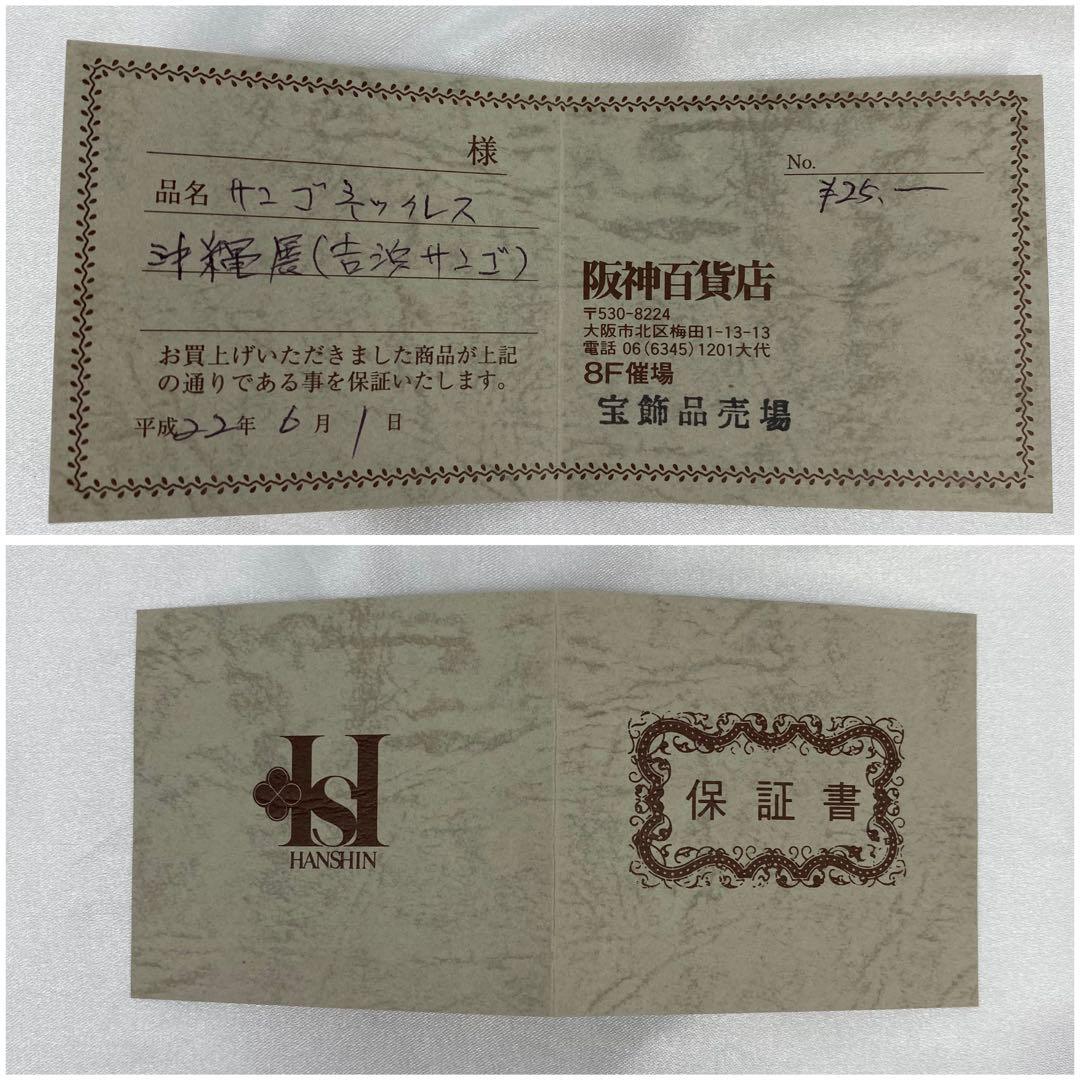 様
品名 サンゴネックレス
沖縄展(吉浜サンゴ)
お買上げいただきました商品が上記
の通りである事を保証いたします。
平成22年6月1日
No.
¥25.―
阪神百貨店
〒530-8224
大阪市北区梅田1-13-13
電話 06(6345)1201大代
8F催場
宝飾品売場
HS
HANSHIN
保証書